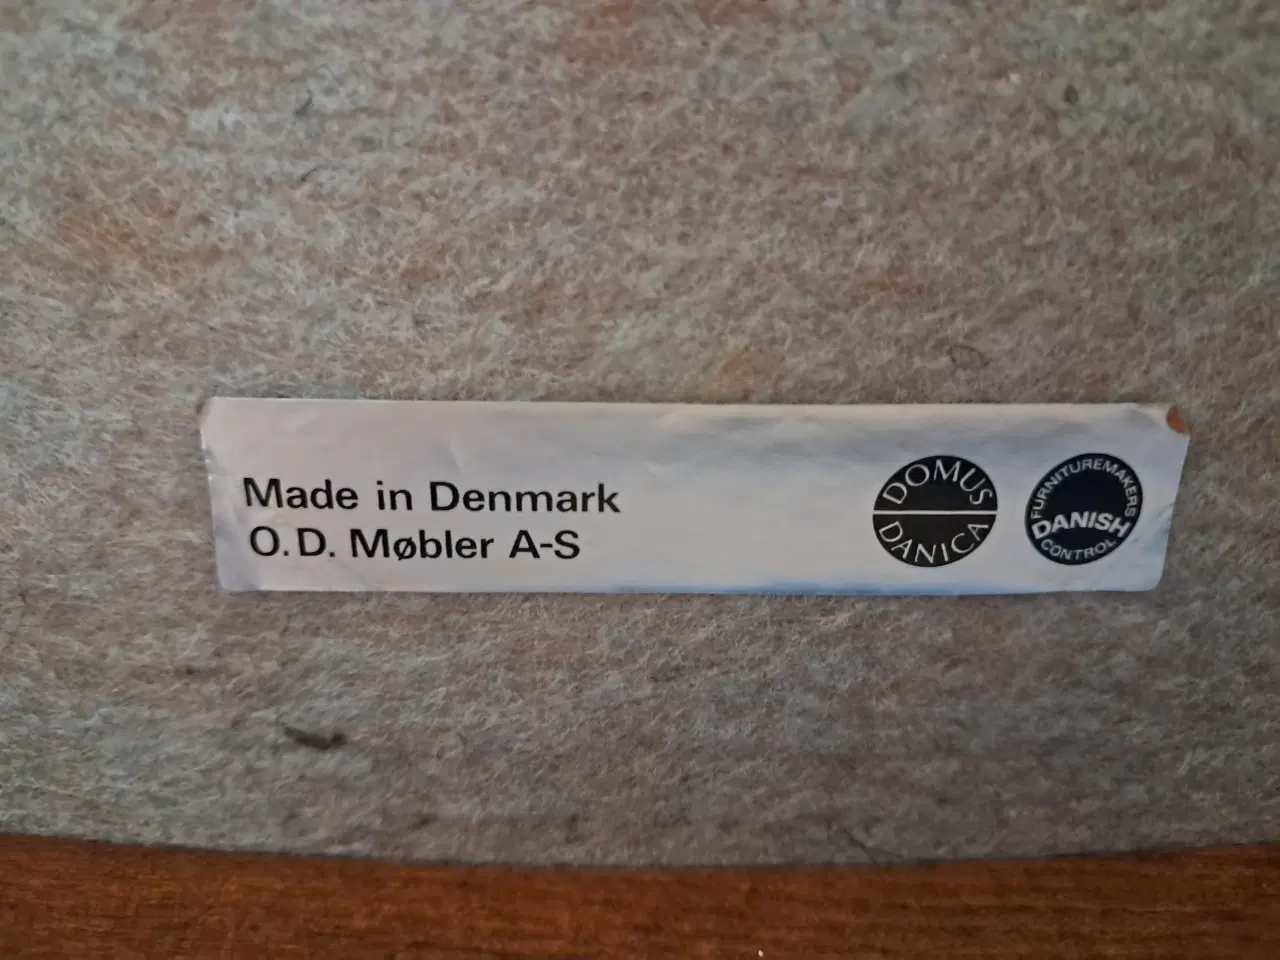 Made in Denmark
O.D. Møbler A-S
DOMUS
DANICA
FURNITUREMAKERS
DANISH
CONTROL